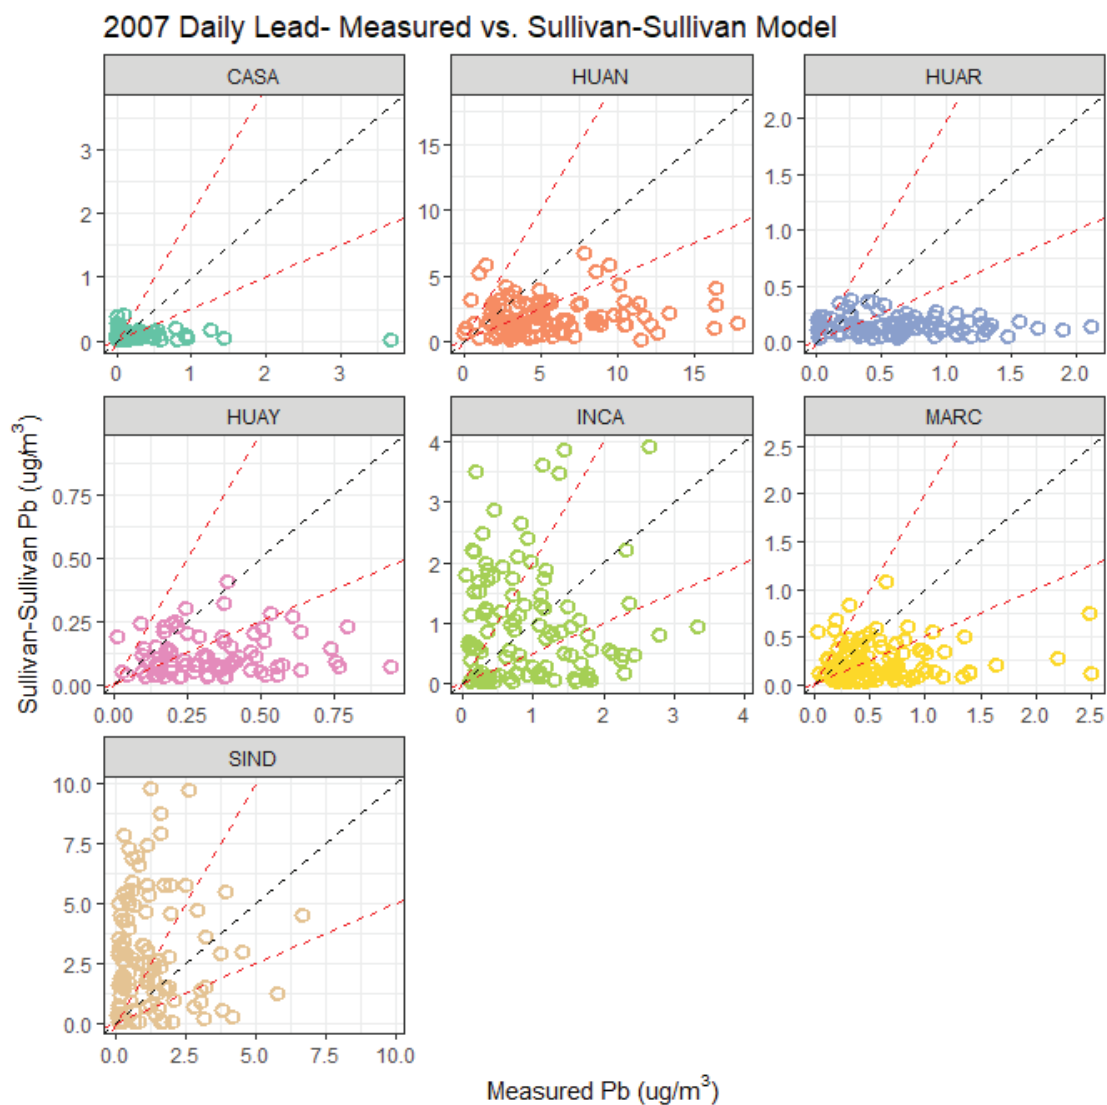 2007 Daily Lead- Measured vs. Sullivan-Sullivan Model
CASA
HUAN
HUAR
3
2
1
0
0 1 2 3
15
10
5
0
0 5 10 15
2.0
1.5
1.0
0.5
0.0
0.0 0.5 1.0 1.5 2.0
Sullivan-Sullivan Pb (ug/m³)
HUAY
INCA
MARC
0.75
0.50
0.25
0.00
0.00 0.25 0.50 0.75
4
3
2
1
0
0 1 2 3 4
2.5
2.0
1.5
1.0
0.5
0.0
0.0 0.5 1.0 1.5 2.0 2.5
SIND
10.0
7.5
5.0
2.5
0.0
0.0 2.5 5.0 7.5 10.0
Measured Pb (ug/m³)